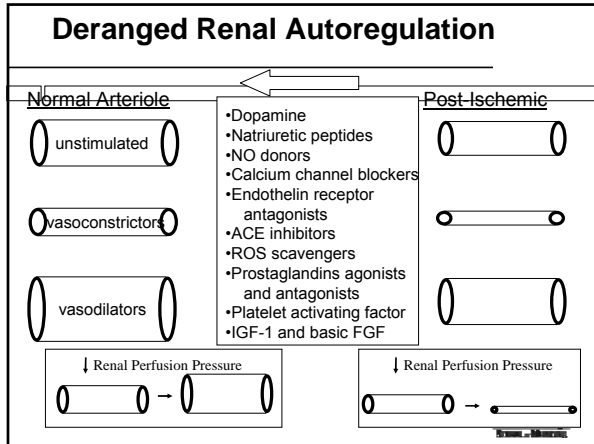 Deranged Renal Autoregulation
Normal Arteriole
Post-Ischemic
unstimulated
vasoconstrictors
vasodilators
•Dopamine
•Natriuretic peptides
•NO donors
•Calcium channel blockers
•Endothelin receptor
antagonists
•ACE inhibitors
•ROS scavengers
•Prostaglandins agonists
and antagonists
•Platelet activating factor
•IGF-1 and basic FGF
↓ Renal Perfusion Pressure
↓ Renal Perfusion Pressure